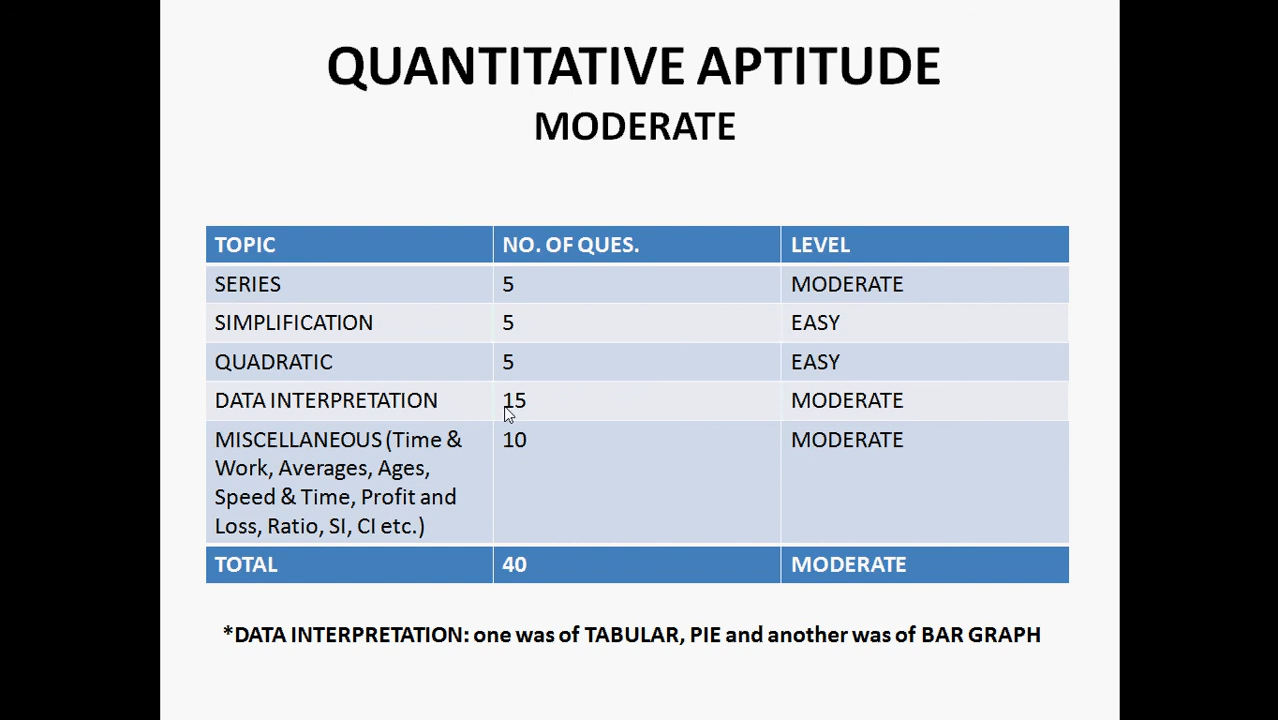 QUANTITATIVE APTITUDE
MODERATE
TOPIC NO. OF QUES. LEVEL
SERIES 5 MODERATE
SIMPLIFICATION 5 EASY
QUADRATIC 5 EASY
DATA INTERPRETATION 15 MODERATE
MISCELLANEOUS (Time & 10 MODERATE
Work, Averages, Ages,
Speed & Time, Profit and
Loss, Ratio, SI, CI etc.)
TOTAL 40 MODERATE
*DATA INTERPRETATION: one was of TABULAR, PIE and another was of BAR GRAPH